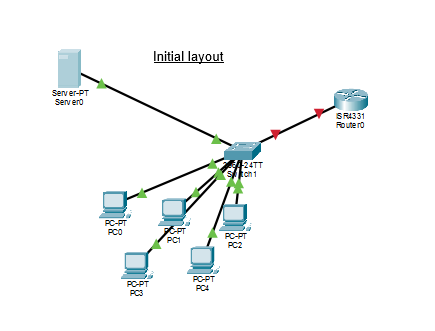 Initial layout
Server-PT
Server0
ISR4331
Router0
24TT
Switch1
PC-PT
PC0
PC-PT
PC1
PC-PT
PC2
PC-PT
PC3
PC-PT
PC4